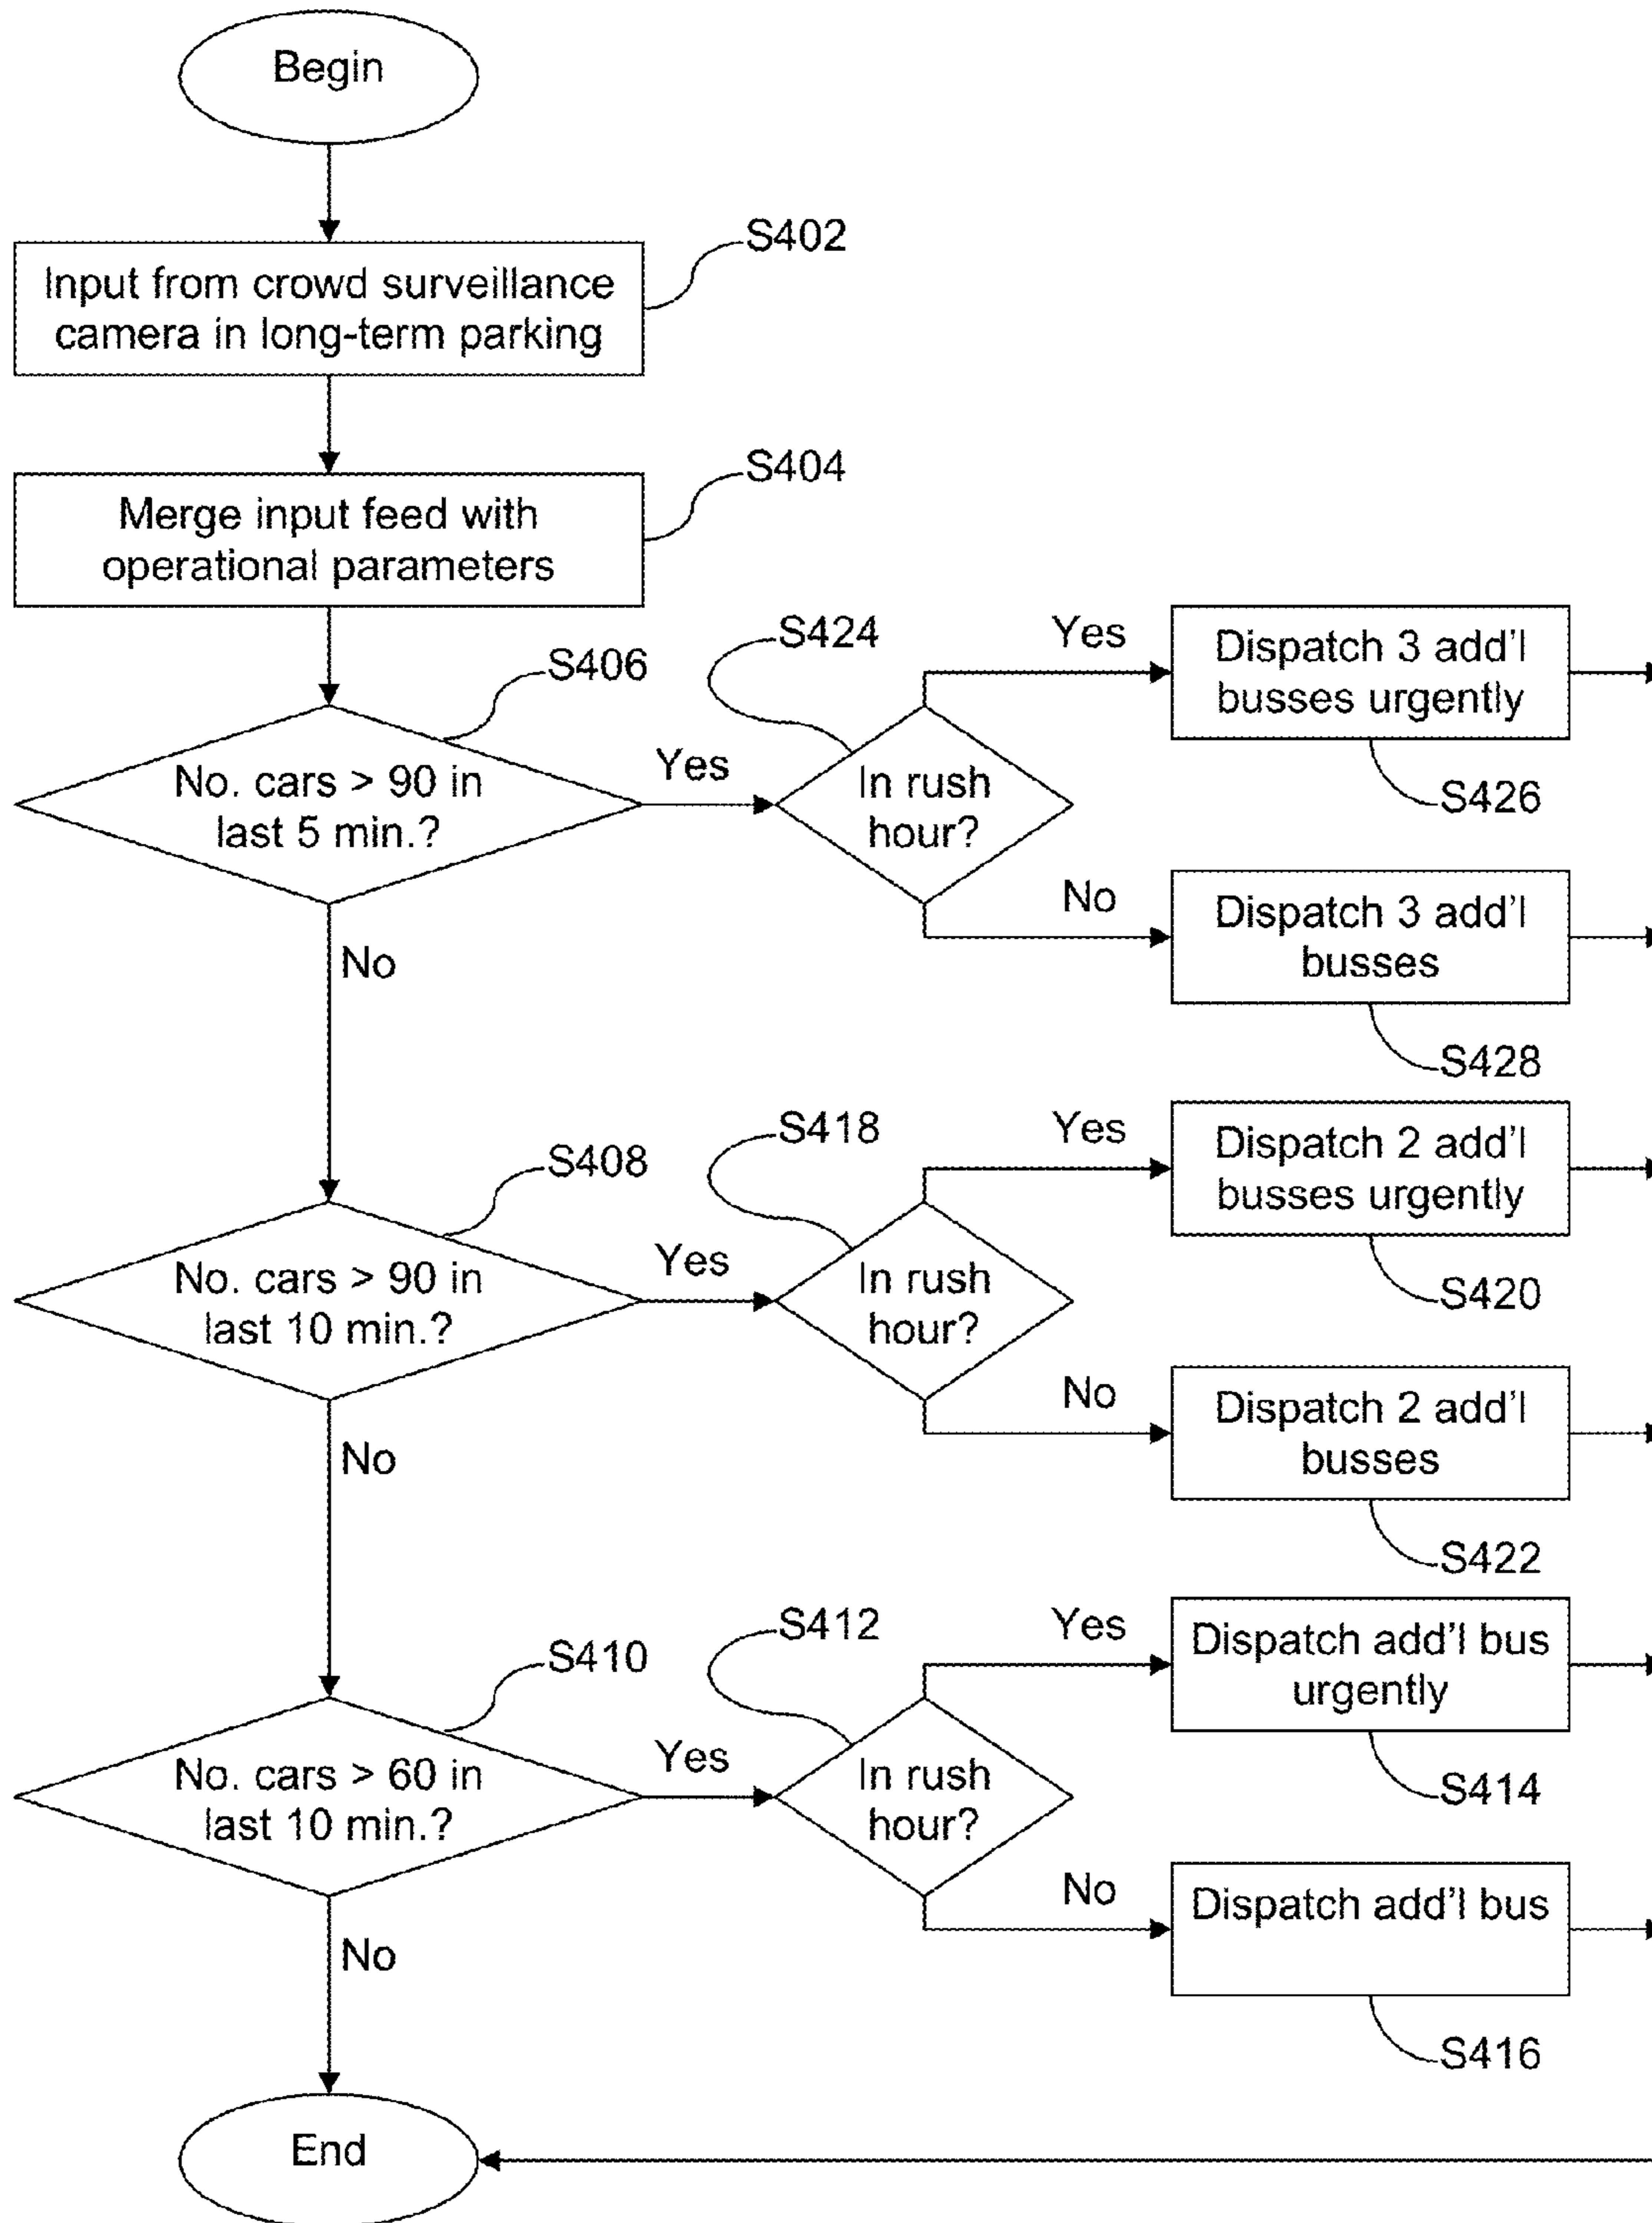 Begin
S402
Input from crowd surveillance
camera in long-term parking
S404
Merge input feed with
operational parameters
S406
No. cars > 90 in
last 5 min.?
Yes
S424
In rush
hour?
Yes
Dispatch 3 add'l
busses urgently
S426
No
Dispatch 3 add'l
busses
S428
No
S408
No. cars > 90 in
last 10 min.?
Yes
S418
In rush
hour?
Yes
Dispatch 2 add'l
busses urgently
S420
No
Dispatch 2 add'l
busses
S422
No
S410
No. cars > 60 in
last 10 min.?
Yes
S412
In rush
hour?
Yes
Dispatch add'l bus
urgently
S414
No
Dispatch add'l bus
S416
No
End